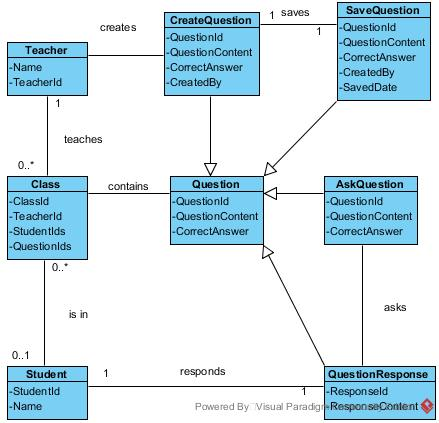 Teacher
-Name
-TeacherId
creates
CreateQuestion
-QuestionId
-QuestionContent
-CorrectAnswer
-CreatedBy
1
saves
1
SaveQuestion
-QuestionId
-QuestionContent
-CorrectAnswer
-CreatedBy
-SavedDate
1
teaches
0..*
Class
-ClassId
-TeacherId
-StudentIds
-QuestionIds
contains
Question
-QuestionId
-QuestionContent
-CorrectAnswer
AskQuestion
-QuestionId
-QuestionContent
-CorrectAnswer
0..*
is in
0..1
asks
Student
-StudentId
-Name
1
responds
1
QuestionResponse
-ResponseId
-ResponseContent
Powered By Visual Paradigm